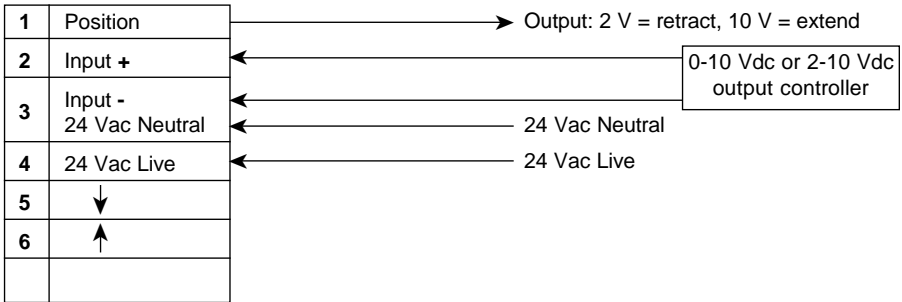 1 Position Output: 2 V = retract, 10 V = extend
2 Input + 0-10 Vdc or 2-10 Vdc
output controller
3 Input -
24 Vac Neutral 24 Vac Neutral
4 24 Vac Live 24 Vac Live
5 ↓
6 ↑